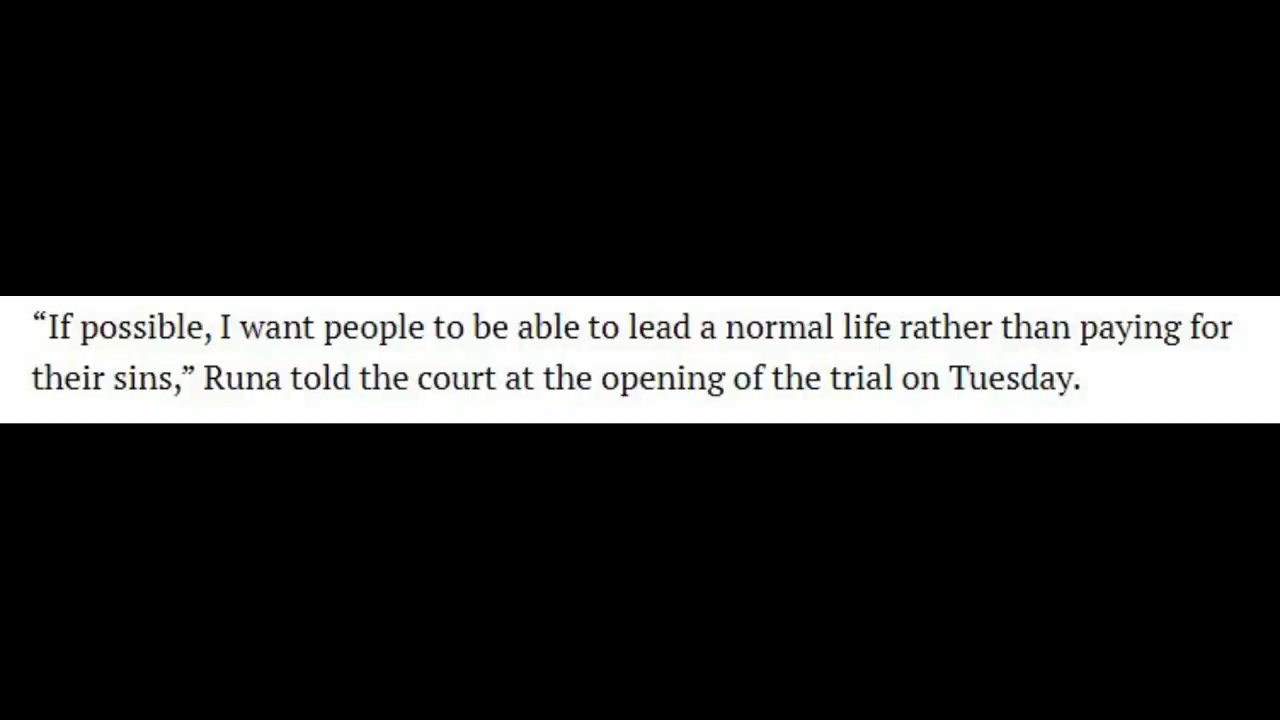 “If possible, I want people to be able to lead a normal life rather than paying for
their sins,” Runa told the court at the opening of the trial on Tuesday.